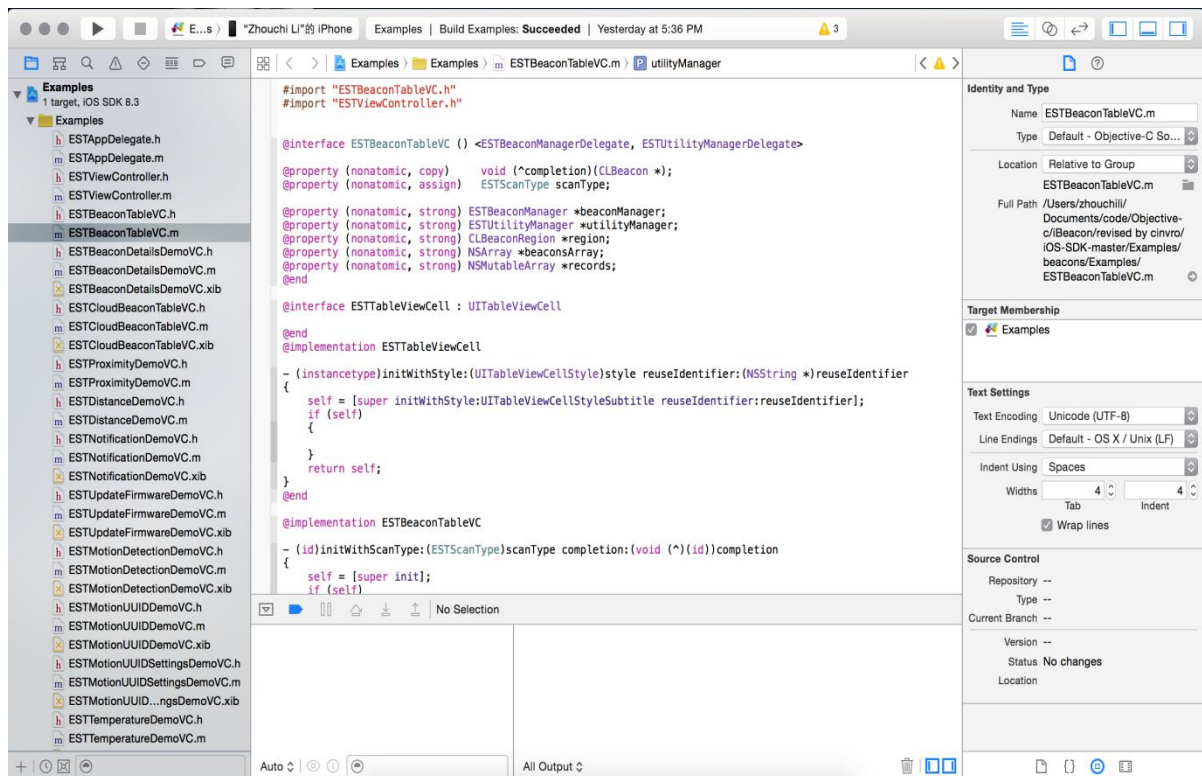 E...s 〉 "Zhouchi Li"的 iPhone
Examples | Build Examples: Succeeded | Yesterday at 5:36 PM
3
Examples 〉 Examples 〉 m ESTBeaconTableVC.m 〉 P utilityManager
Examples
1 target, iOS SDK 8.3
Examples
h ESTAppDelegate.h
m ESTAppDelegate.m
h ESTViewController.h
m ESTViewController.m
h ESTBeaconTableVC.h
m ESTBeaconTableVC.m
h ESTBeaconDetailsDemoVC.h
m ESTBeaconDetailsDemoVC.m
ESTBeaconDetailsDemoVC.xib
h ESTCloudBeaconTableVC.h
m ESTCloudBeaconTableVC.m
ESTCloudBeaconTableVC.xib
h ESTProximityDemoVC.h
m ESTProximityDemoVC.m
h ESTDistanceDemoVC.h
m ESTDistanceDemoVC.m
h ESTNotificationDemoVC.h
m ESTNotificationDemoVC.m
ESTNotificationDemoVC.xib
h ESTUpdateFirmwareDemoVC.h
m ESTUpdateFirmwareDemoVC.m
ESTUpdateFirmwareDemoVC.xib
h ESTMotionDetectionDemoVC.h
m ESTMotionDetectionDemoVC.m
ESTMotionDetectionDemoVC.xib
h ESTMotionUUIDDemoVC.h
m ESTMotionUUIDDemoVC.m
ESTMotionUUIDDemoVC.xib
h ESTMotionUUIDSettingsDemoVC.h
m ESTMotionUUIDSettingsDemoVC.m
ESTMotionUUID...ngsDemoVC.xib
h ESTTemperatureDemoVC.h
m ESTTemperatureDemoVC.m
#import "ESTBeaconTableVC.h"
#import "ESTViewController.h"
@interface ESTBeaconTableVC () <ESTBeaconManagerDelegate, ESTUtilityManagerDelegate>
@property (nonatomic, copy) void (^completion)(CLBeacon *);
@property (nonatomic, assign) ESTScanType scanType;
@property (nonatomic, strong) ESTBeaconManager *beaconManager;
@property (nonatomic, strong) ESTUtilityManager *utilityManager;
@property (nonatomic, strong) CLBeaconRegion *region;
@property (nonatomic, strong) NSArray *beaconsArray;
@property (nonatomic, strong) NSMutableArray *records;
@end
@interface ESTTableViewCell : UITableViewCell
@end
@implementation ESTTableViewCell
- (instancetype)initWithStyle:(UITableViewCellStyle)style reuseIdentifier:(NSString *)reuseIdentifier
{
self = [super initWithStyle:UITableViewCellStyleSubtitle reuseIdentifier:reuseIdentifier];
if (self)
{
}
return self;
}
@end
@implementation ESTBeaconTableVC
- (id)initWithScanType:(ESTScanType)scanType completion:(void (^)(id))completion
{
self = [super init];
if (self)
No Selection
Auto
All Output
Identity and Type
Name ESTBeaconTableVC.m
Type Default - Objective-C So...
Location Relative to Group
ESTBeaconTableVC.m
Full Path /Users/zhouchili/
Documents/code/Objective-
c/iBeacon/revised by cinvro/
iOS-SDK-master/Examples/
beacons/Examples/
ESTBeaconTableVC.m
Target Membership
Examples
Text Settings
Text Encoding Unicode (UTF-8)
Line Endings Default - OS X / Unix (LF)
Indent Using Spaces
Widths 4 4
Tab Indent
Wrap lines
Source Control
Repository --
Type --
Current Branch --
Version --
Status No changes
Location